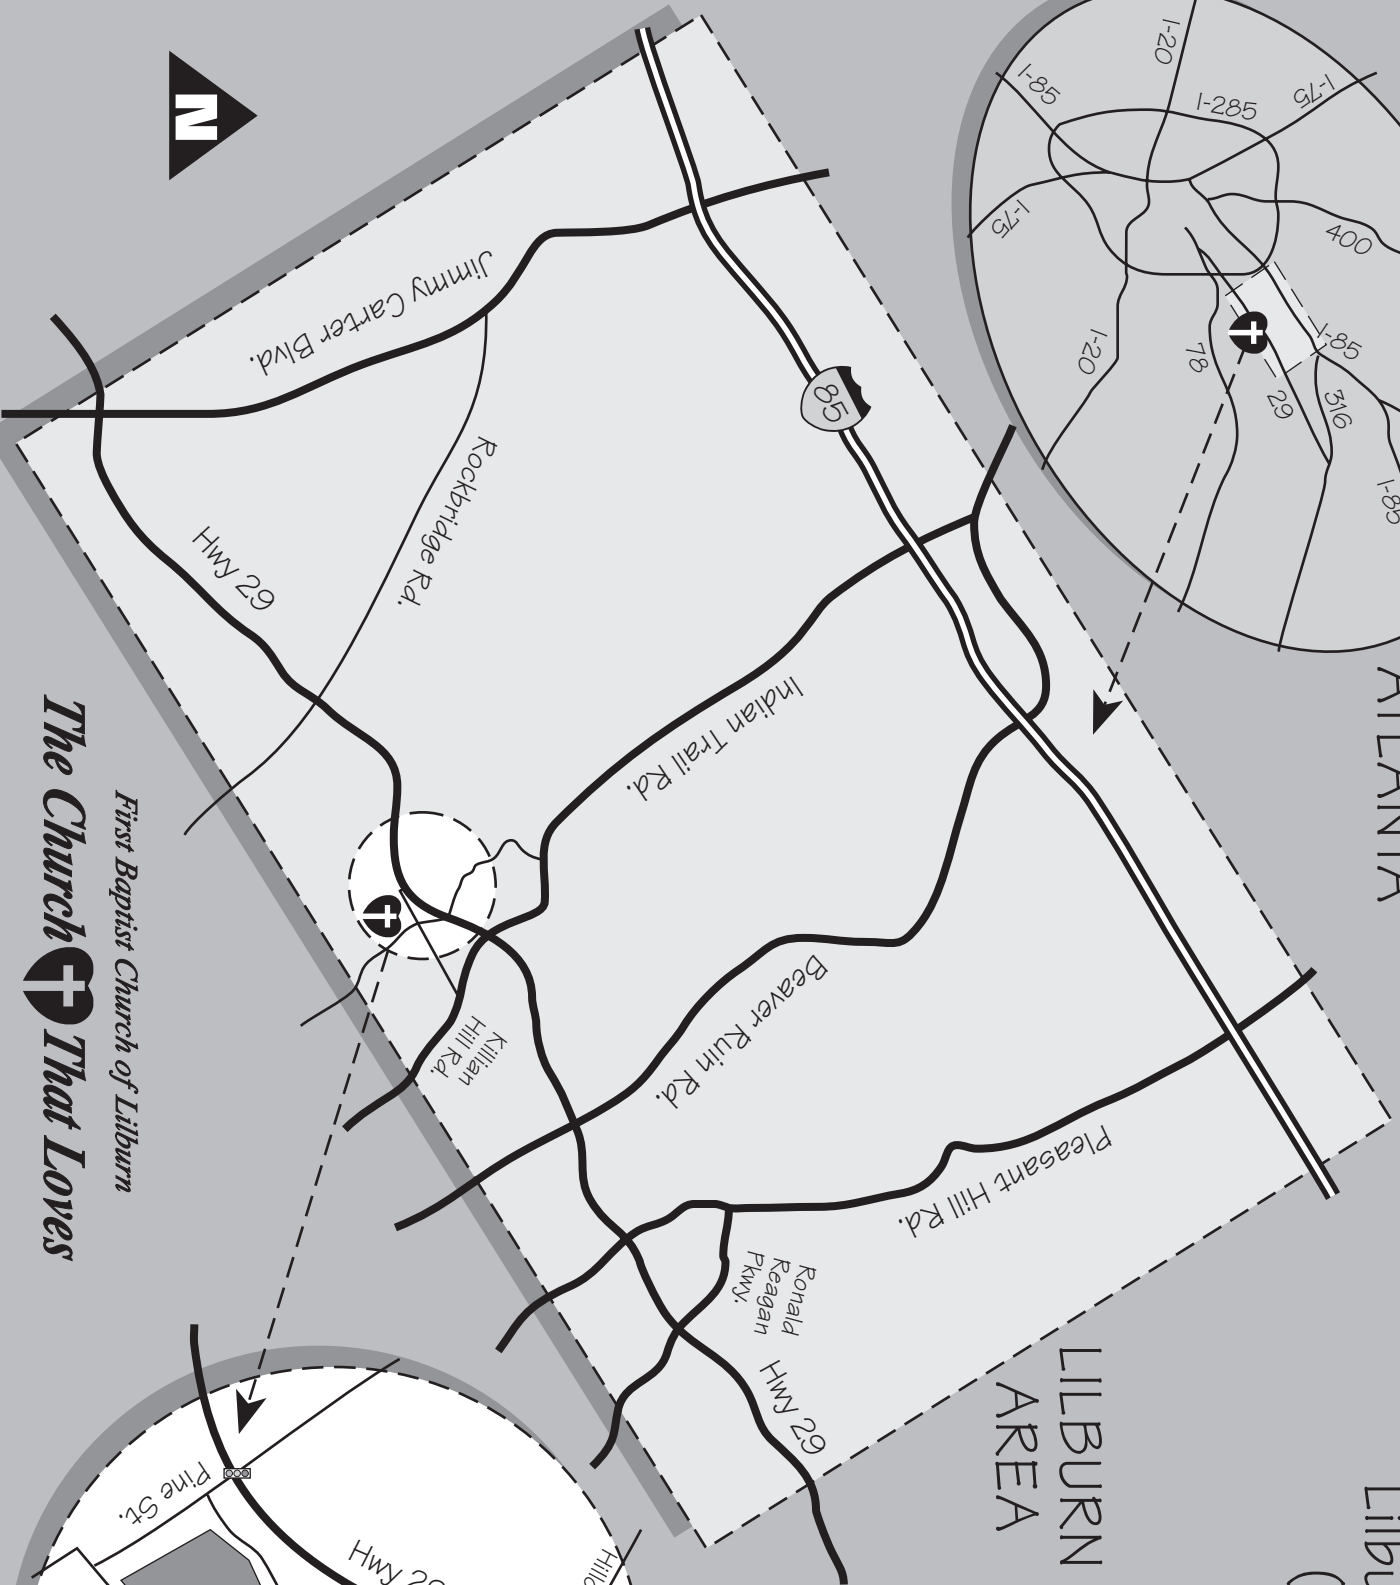 N
I-20
I-85
I-285
I-75
I-75
400
I-20
78
I-85
29
316
I-85
ATLANTA
Jimmy Carter Blvd.
85
Rockbridge Rd.
Hwy 29
Indian Trail Rd.
Beaver Ruin Rd.
Killian
Hill Rd.
Pleasant Hill Rd.
Ronald
Reagan
Pkwy.
Hwy 29
LILBURN
AREA
First Baptist Church of Lilburn
The Church That Loves
Pine St.
Hwy 29